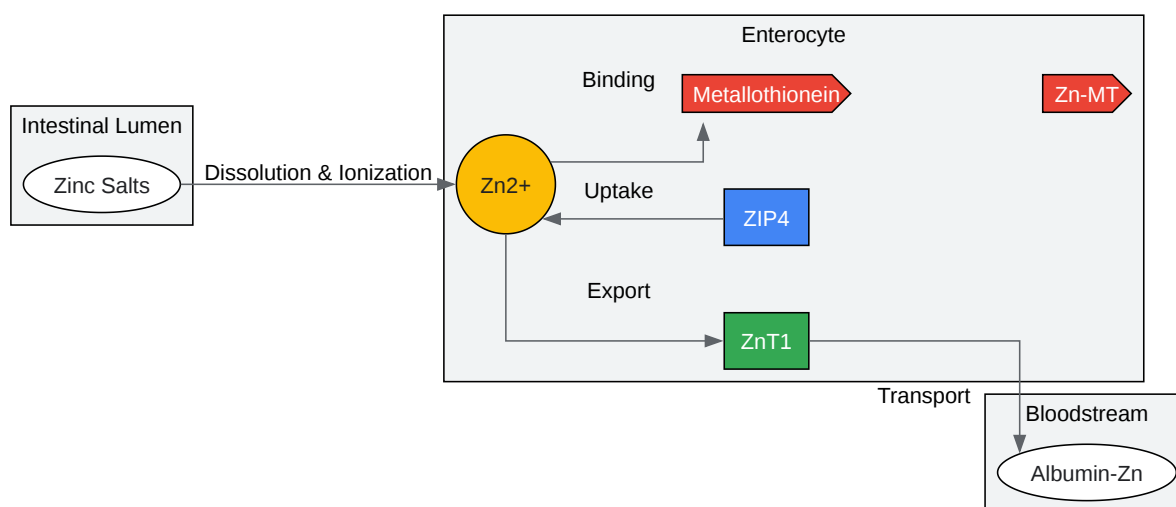 Enterocyte
Binding
Metallothionein
Zn-MT
Intestinal Lumen
Zinc Salts
Dissolution & Ionization
Zn2+
Uptake
ZIP4
Export
ZnT1
Transport
Bloodstream
Albumin-Zn